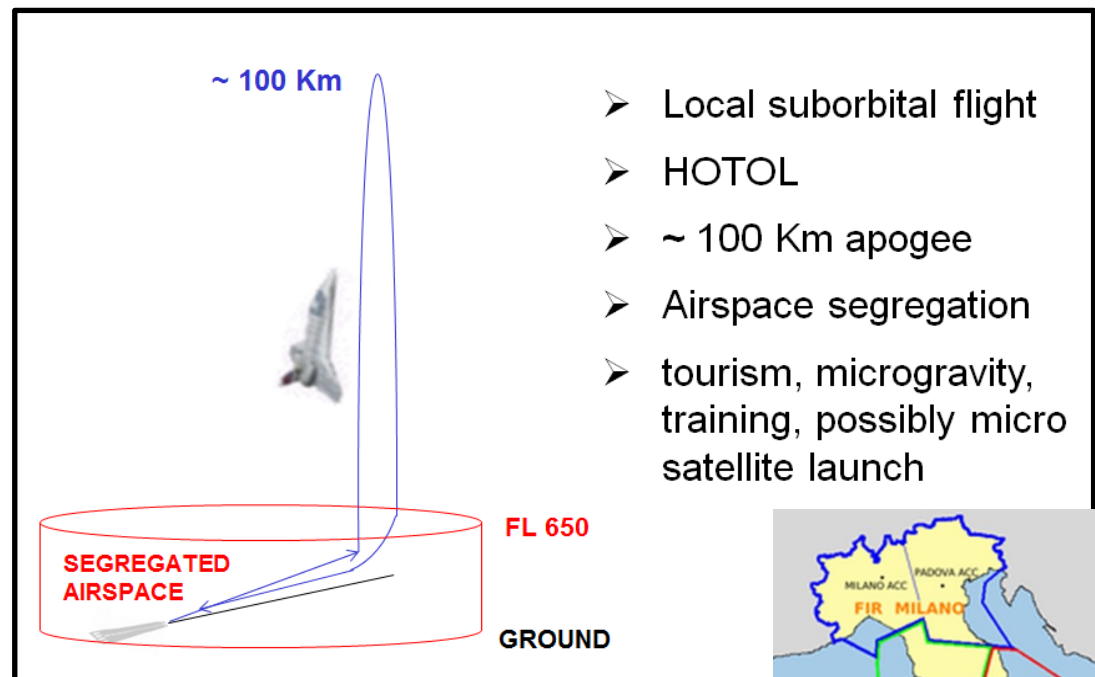 ~ 100 Km
➢ Local suborbital flight
➢ HOTOL
➢ ~ 100 Km apogee
➢ Airspace segregation
➢ tourism, microgravity,
training, possibly micro
satellite launch
FL 650
SEGREGATED
AIRSPACE
GROUND
MILANO ACC
PADOVA ACC
FIR MILANO